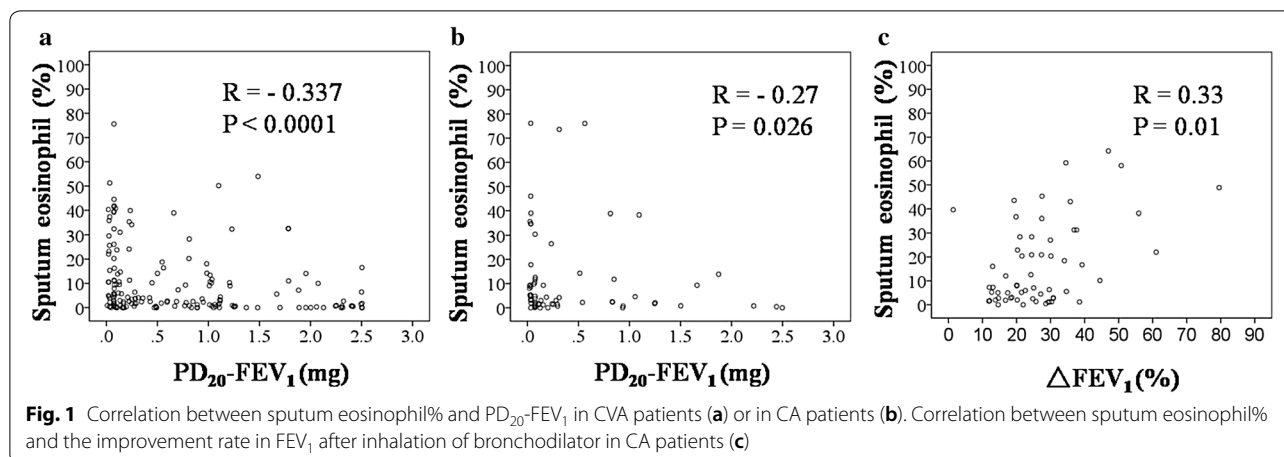 a
100
90
80
70
60
50
40
30
20
10
0
Sputum eosinophil (%)
R = - 0.337
P < 0.0001
.0 1.0 2.0 3.0
PD20-FEV1 (mg)
b
100
90
80
70
60
50
40
30
20
10
0
Sputum eosinophil (%)
R = - 0.27
P = 0.026
.0 .5 1.0 1.5 2.0 2.5 3.0
PD20-FEV1 (mg)
c
100
90
80
70
60
50
40
30
20
10
0
Sputum eosinophil (%)
R = 0.33
P = 0.01
0 10 20 30 40 50 60 70 80 90
△FEV1(%)
Fig. 1 Correlation between sputum eosinophil% and PD20-FEV1 in CVA patients (a) or in CA patients (b). Correlation between sputum eosinophil%
and the improvement rate in FEV1 after inhalation of bronchodilator in CA patients (c)